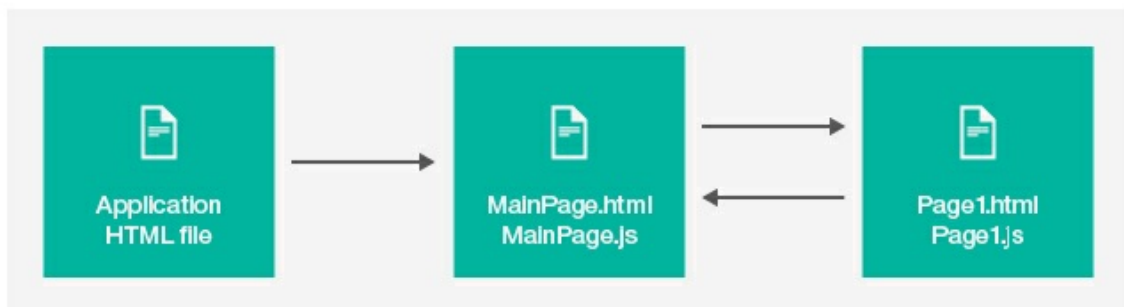 Application
HTML file
MainPage.html
MainPage.js
Page1.html
Page1.js